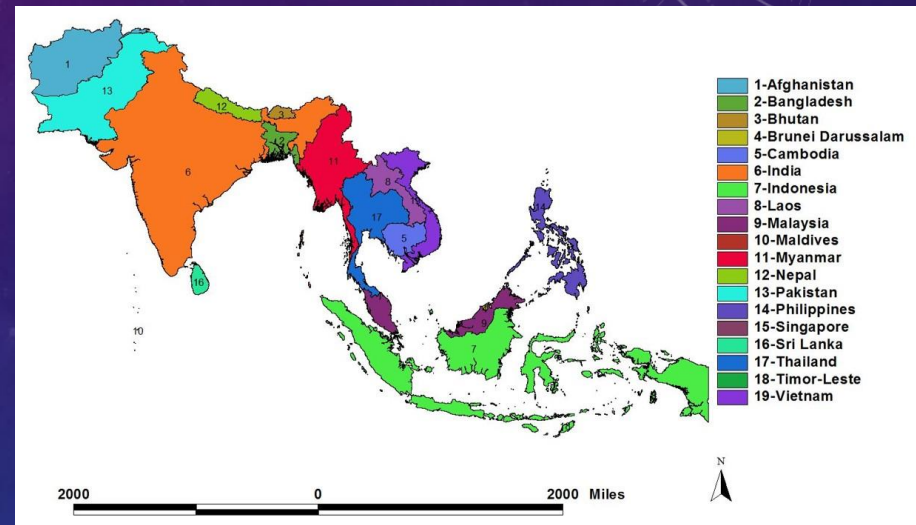 1
13
12
3
2
6
11
8
19
17
5
14
16
10
9
7
1-Afghanistan
2-Bangladesh
3-Bhutan
4-Brunei Darussalam
5-Cambodia
6-India
7-Indonesia
8-Laos
9-Malaysia
10-Maldives
11-Myanmar
12-Nepal
13-Pakistan
14-Philippines
15-Singapore
16-Sri Lanka
17-Thailand
18-Timor-Leste
19-Vietnam
N
2000 0 2000 Miles